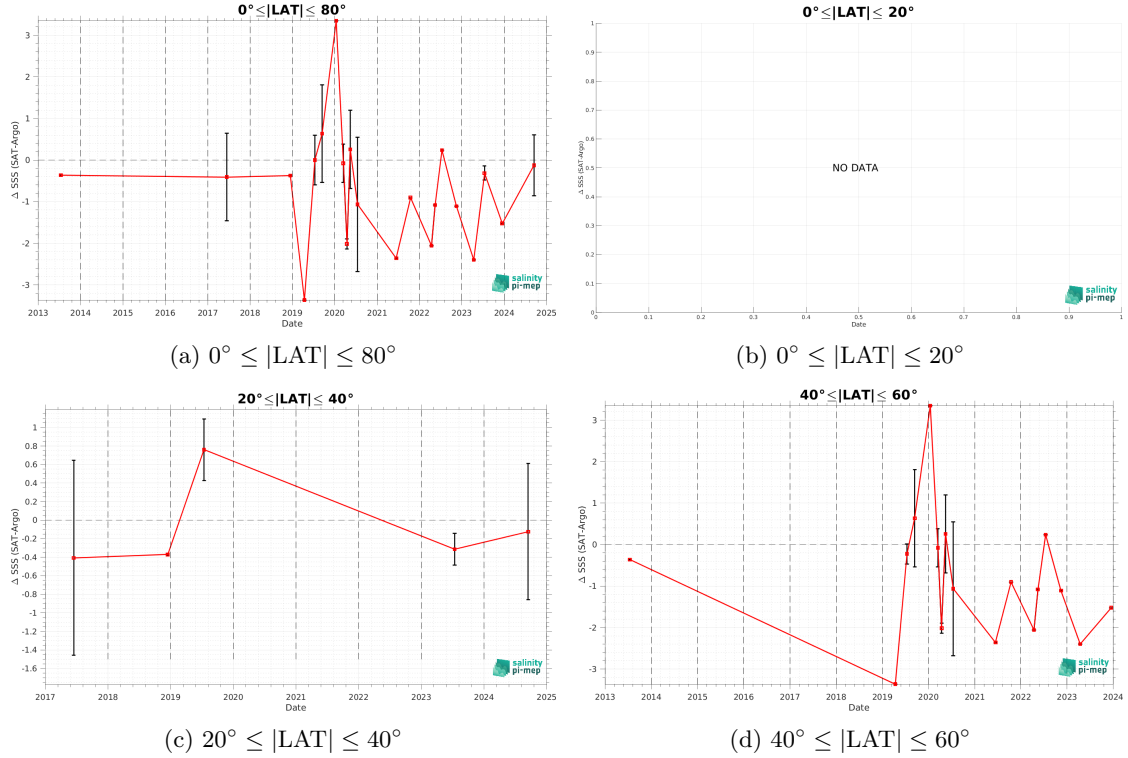 0°≤|LAT|≤ 80°
Δ SSS (SAT-Argo)
3
2
1
0
-1
-2
-3
2013 2014 2015 2016 2017 2018 2019 2020 2021 2022 2023 2024 2025
Date
salinity
pi-mep
(a) 0° ≤ |LAT| ≤ 80°
0°≤|LAT|≤ 20°
Δ SSS (SAT-Argo)
1
0.9
0.8
0.7
0.6
0.5
0.4
0.3
0.2
0.1
0
NO DATA
0 0.1 0.2 0.3 0.4 0.5 0.6 0.7 0.8 0.9 1
Date
salinity
pi-mep
(b) 0° ≤ |LAT| ≤ 20°
20°≤|LAT|≤ 40°
Δ SSS (SAT-Argo)
1
0.8
0.6
0.4
0.2
0
-0.2
-0.4
-0.6
-0.8
-1
-1.2
-1.4
-1.6
2017 2018 2019 2020 2021 2022 2023 2024 2025
Date
salinity
pi-mep
(c) 20° ≤ |LAT| ≤ 40°
40°≤|LAT|≤ 60°
Δ SSS (SAT-Argo)
3
2
1
0
-1
-2
-3
2013 2014 2015 2016 2017 2018 2019 2020 2021 2022 2023 2024
Date
salinity
pi-mep
(d) 40° ≤ |LAT| ≤ 60°